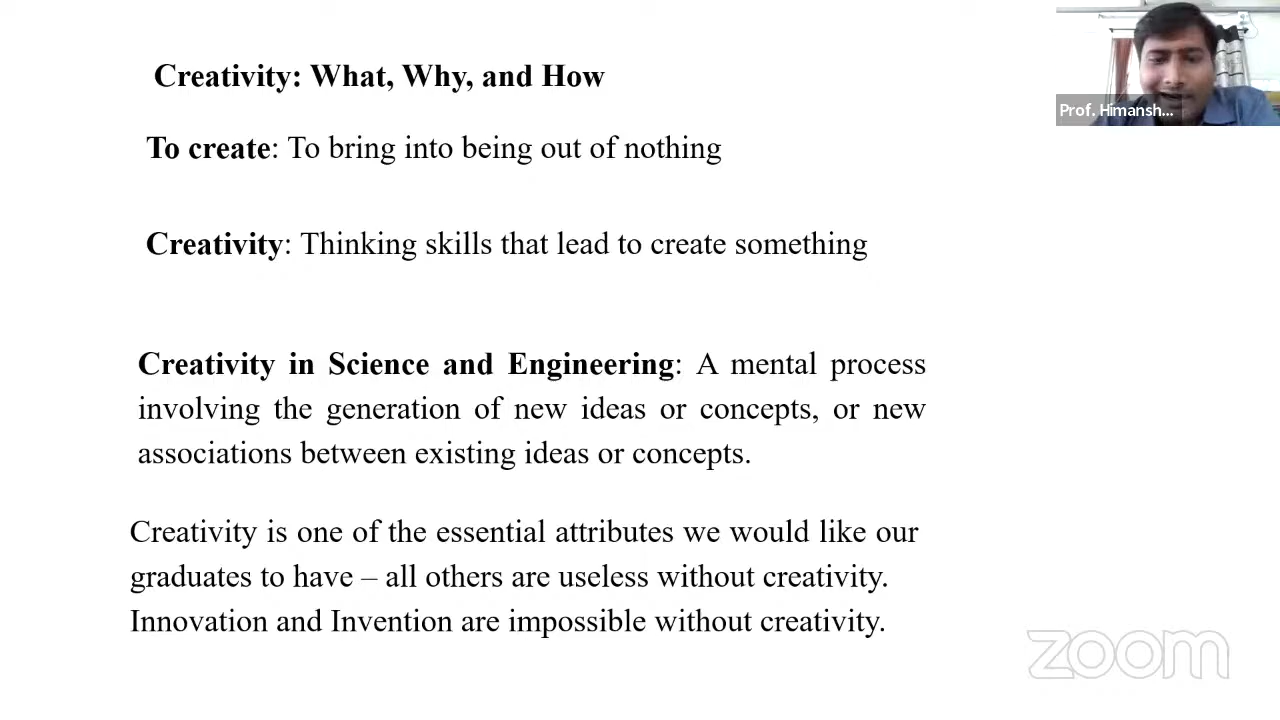 Creativity: What, Why, and How
Prof. Himansh...
To create: To bring into being out of nothing
Creativity: Thinking skills that lead to create something
Creativity in Science and Engineering: A mental process
involving the generation of new ideas or concepts, or new
associations between existing ideas or concepts.
Creativity is one of the essential attributes we would like our
graduates to have – all others are useless without creativity.
Innovation and Invention are impossible without creativity.
zoom